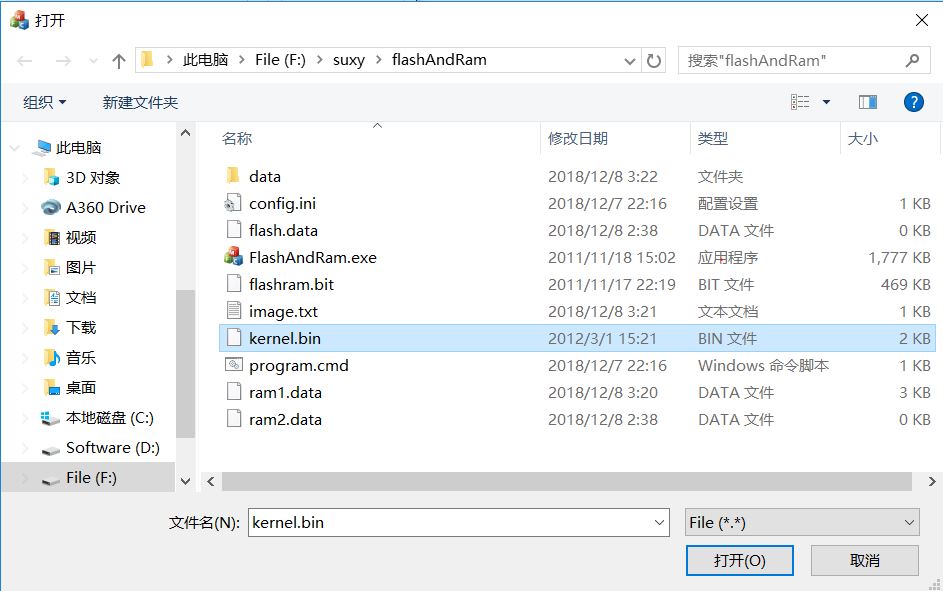 打开
此电脑 File (F:) suxy flashAndRam
搜索"flashAndRam"
组织 新建文件夹
此电脑
3D 对象
A360 Drive
视频
图片
文档
下载
音乐
桌面
本地磁盘 (C:)
Software (D:)
File (F:)
名称 修改日期 类型 大小
data 2018/12/8 3:22 文件夹
config.ini 2018/12/7 22:16 配置设置 1 KB
flash.data 2018/12/8 2:38 DATA 文件 0 KB
FlashAndRam.exe 2011/11/18 15:02 应用程序 1,777 KB
flashram.bit 2011/11/17 22:19 BIT 文件 469 KB
image.txt 2018/12/8 3:21 文本文档 1 KB
kernel.bin 2012/3/1 15:21 BIN 文件 2 KB
program.cmd 2018/12/7 22:16 Windows 命令脚本 1 KB
ram1.data 2018/12/8 3:20 DATA 文件 3 KB
ram2.data 2018/12/8 2:38 DATA 文件 0 KB
文件名(N): kernel.bin File (*.*)
打开(O) 取消